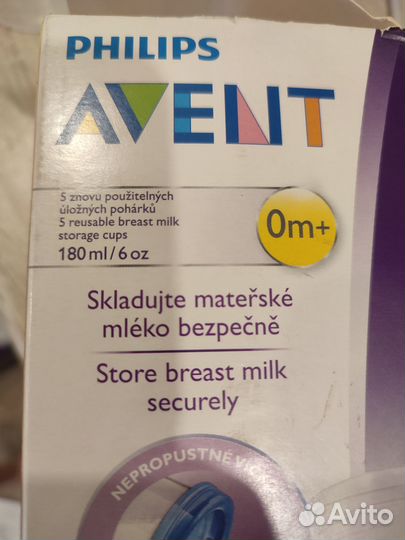 PHILIPS
AVENT
5 znovu použitelných
úložných pohárků
5 reusable breast milk
storage cups
180 ml/6 oz
0m+
Skladujte mateřské
mléko bezpečně
Store breast milk
securely
NEPROPUSTNÉ
Avito